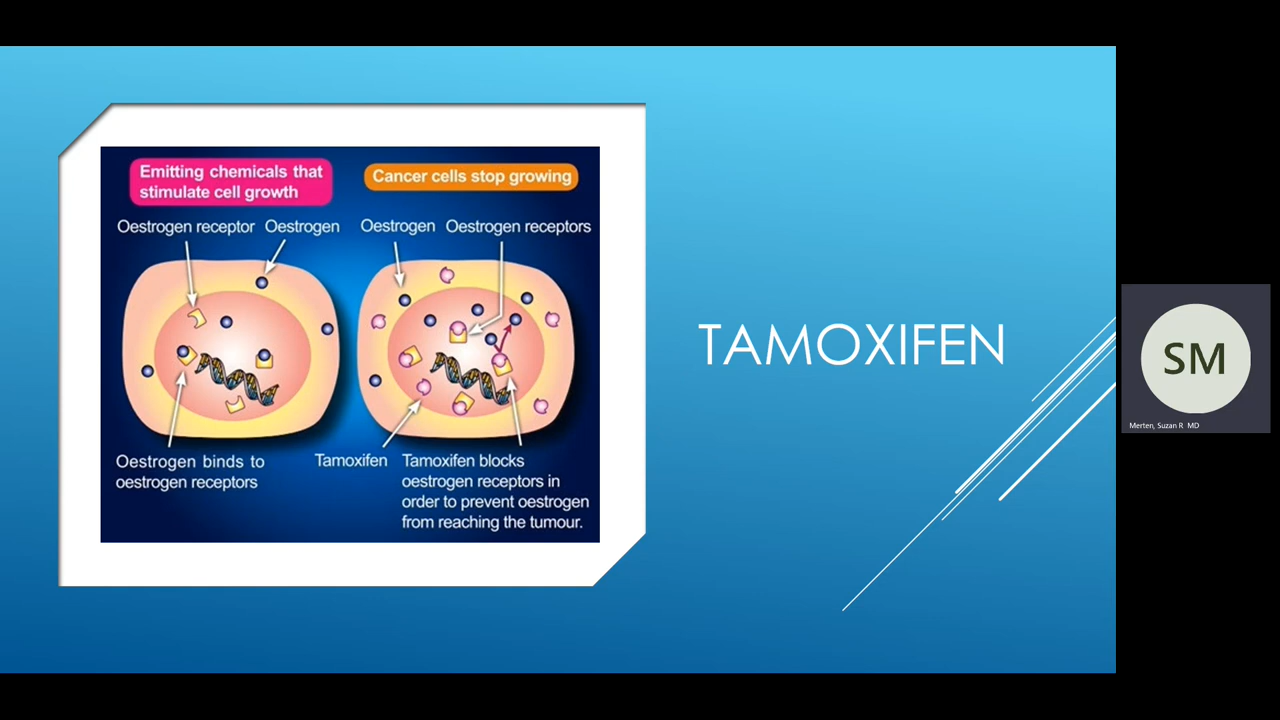 Emitting chemicals that
stimulate cell growth
Cancer cells stop growing
Oestrogen receptor
Oestrogen
Oestrogen
Oestrogen receptors
Oestrogen binds to
oestrogen receptors
Tamoxifen
Tamoxifen blocks
oestrogen receptors in
order to prevent oestrogen
from reaching the tumour.
TAMOXIFEN
SM
Merten, Suzan R MD